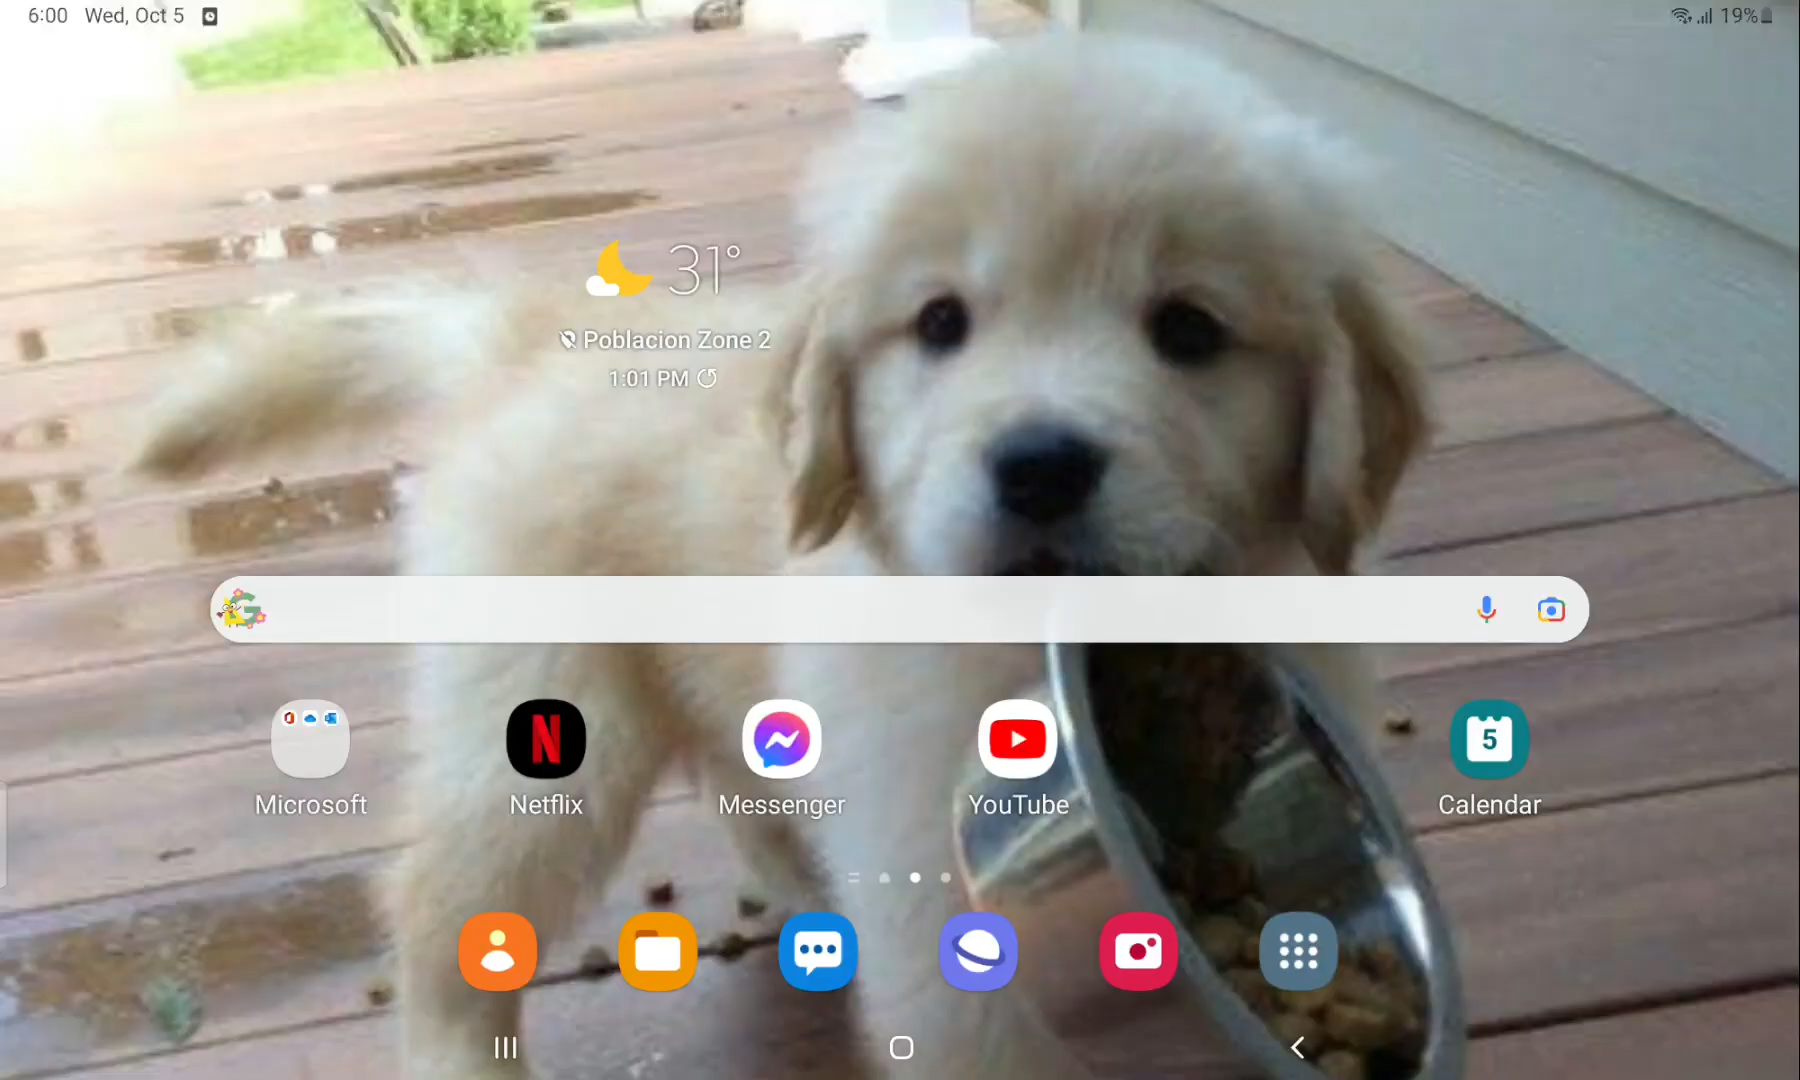 6:00 Wed, Oct 5
19%
31°
Poblacion Zone 2
1:01 PM
G
Microsoft
Netflix
Messenger
YouTube
5
Calendar